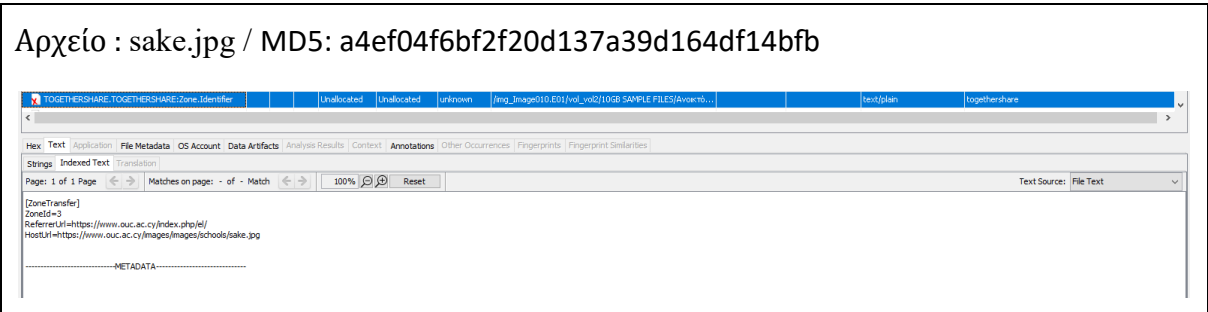 Αρχείο : sake.jpg / MD5: a4ef04f6bf2f20d137a39d164df14bfb
TOGETHERSHARE.TOGETHERSHARE:Zone.Identifier Unallocated Unallocated unknown /img_Image010.E01/vol_vol2/10GB SAMPLE FILES/Ανοικτό... text/plain togethershare
Hex Text Application File Metadata OS Account Data Artifacts Analysis Results Context Annotations Other Occurrences Fingerprints Fingerprint Similarities
Strings Indexed Text Translation
Page: 1 of 1 Page Matches on page: - of - Match 100% Reset Text Source: File Text
[ZoneTransfer]
ZoneId=3
ReferrerUrl=https://www.ouc.ac.cy/index.php/el/
HostUrl=https://www.ouc.ac.cy/images/images/schools/sake.jpg
------------------------------METADATA------------------------------